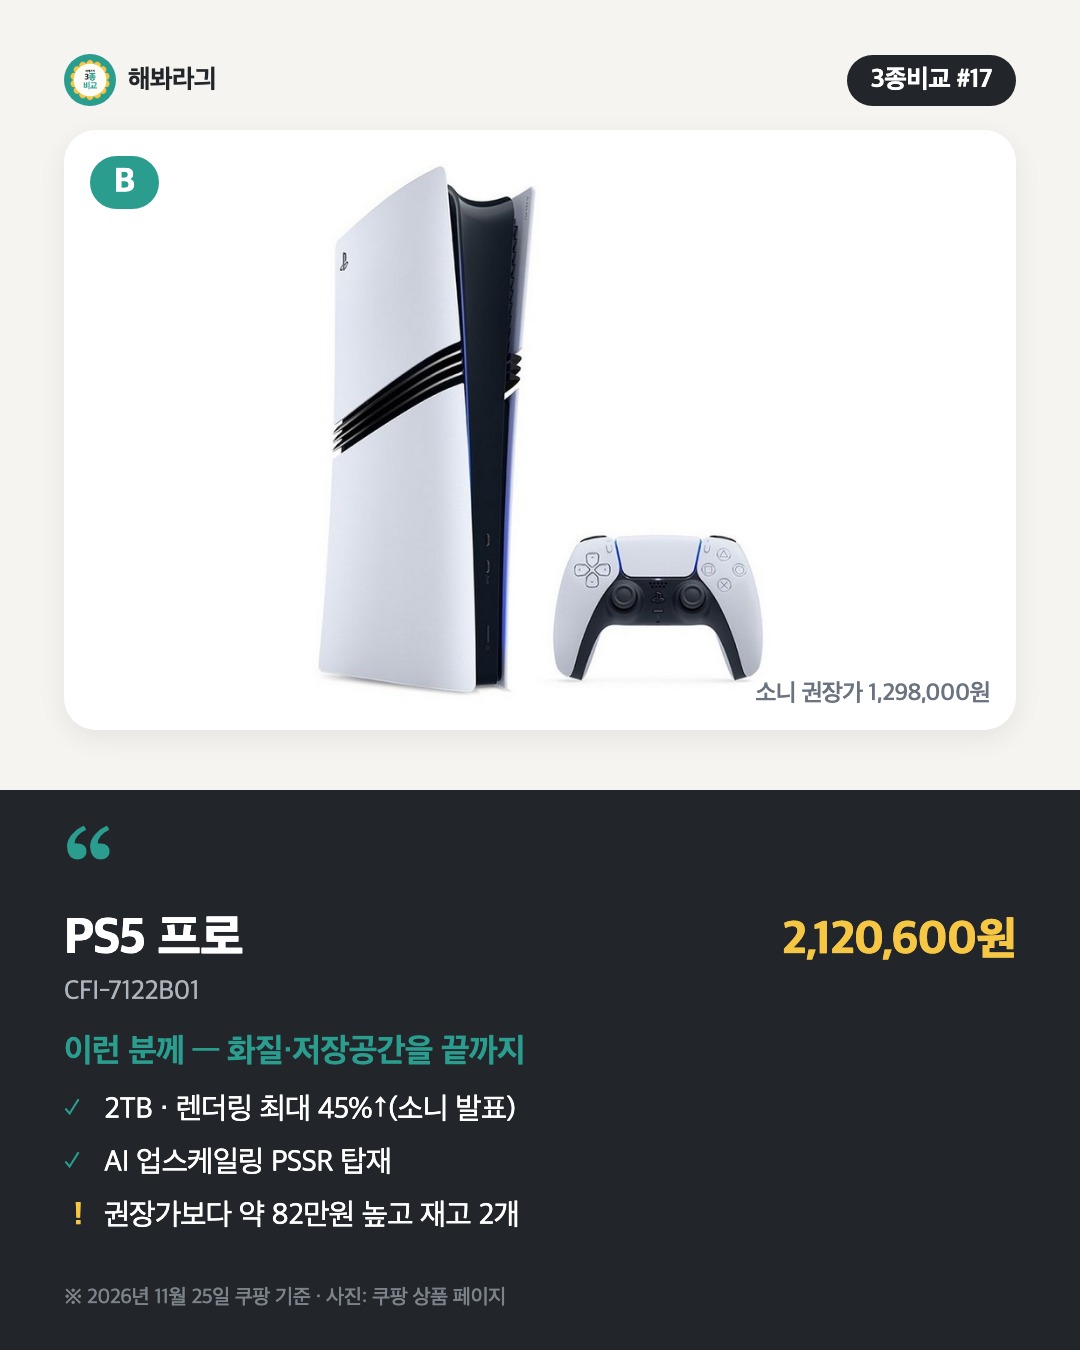 3종
비교
해봐라긔
3종비교 #17
B
소니 권장가 1,298,000원
“
PS5 프로
2,120,600원
CFI-7122B01
이런 분께 — 화질·저장공간을 끝까지
✓ 2TB · 렌더링 최대 45%↑(소니 발표)
✓ AI 업스케일링 PSSR 탑재
! 권장가보다 약 82만원 높고 재고 2개
※ 2026년 11월 25일 쿠팡 기준 · 사진: 쿠팡 상품 페이지